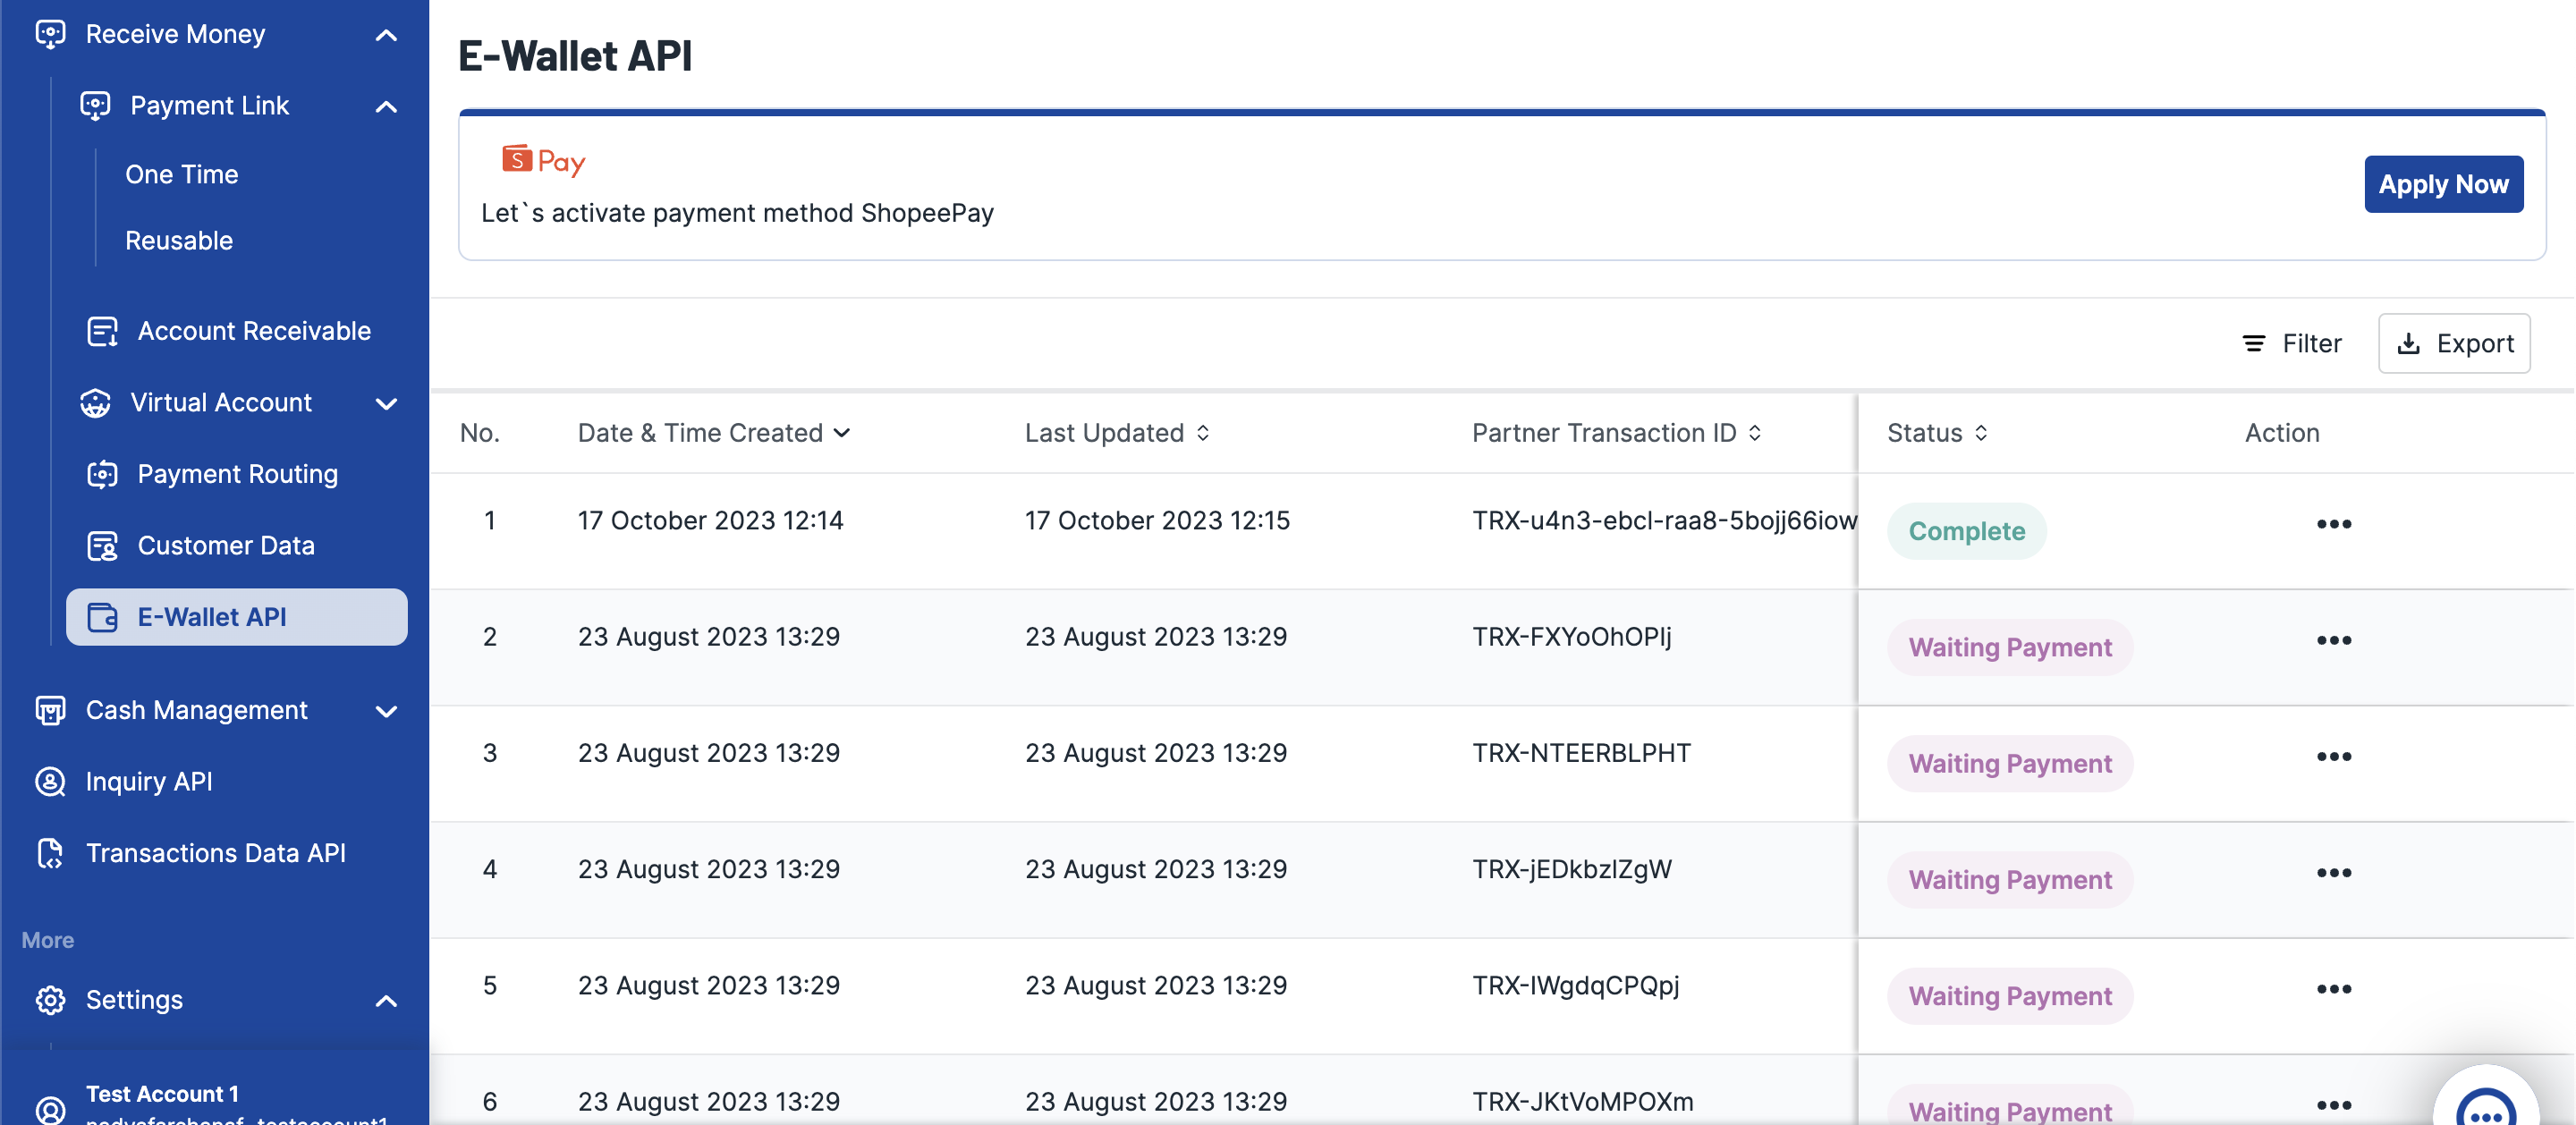 Receive Money
Payment Link
One Time
Reusable
Account Receivable
Virtual Account
Payment Routing
Customer Data
E-Wallet API
Cash Management
Inquiry API
Transactions Data API
More
Settings
Test Account 1
E-Wallet API
S Pay
Let`s activate payment method ShopeePay
Apply Now
Filter
Export
No. Date & Time Created Last Updated Partner Transaction ID Status Action
1 17 October 2023 12:14 17 October 2023 12:15 TRX-u4n3-ebcl-raa8-5bojj66iow Complete
2 23 August 2023 13:29 23 August 2023 13:29 TRX-FXYoOhOPIj Waiting Payment
3 23 August 2023 13:29 23 August 2023 13:29 TRX-NTEERBLPHT Waiting Payment
4 23 August 2023 13:29 23 August 2023 13:29 TRX-jEDkbzIZgW Waiting Payment
5 23 August 2023 13:29 23 August 2023 13:29 TRX-IWgdqCPQpj Waiting Payment
6 23 August 2023 13:29 23 August 2023 13:29 TRX-JKtVoMPOXm Waiting Payment